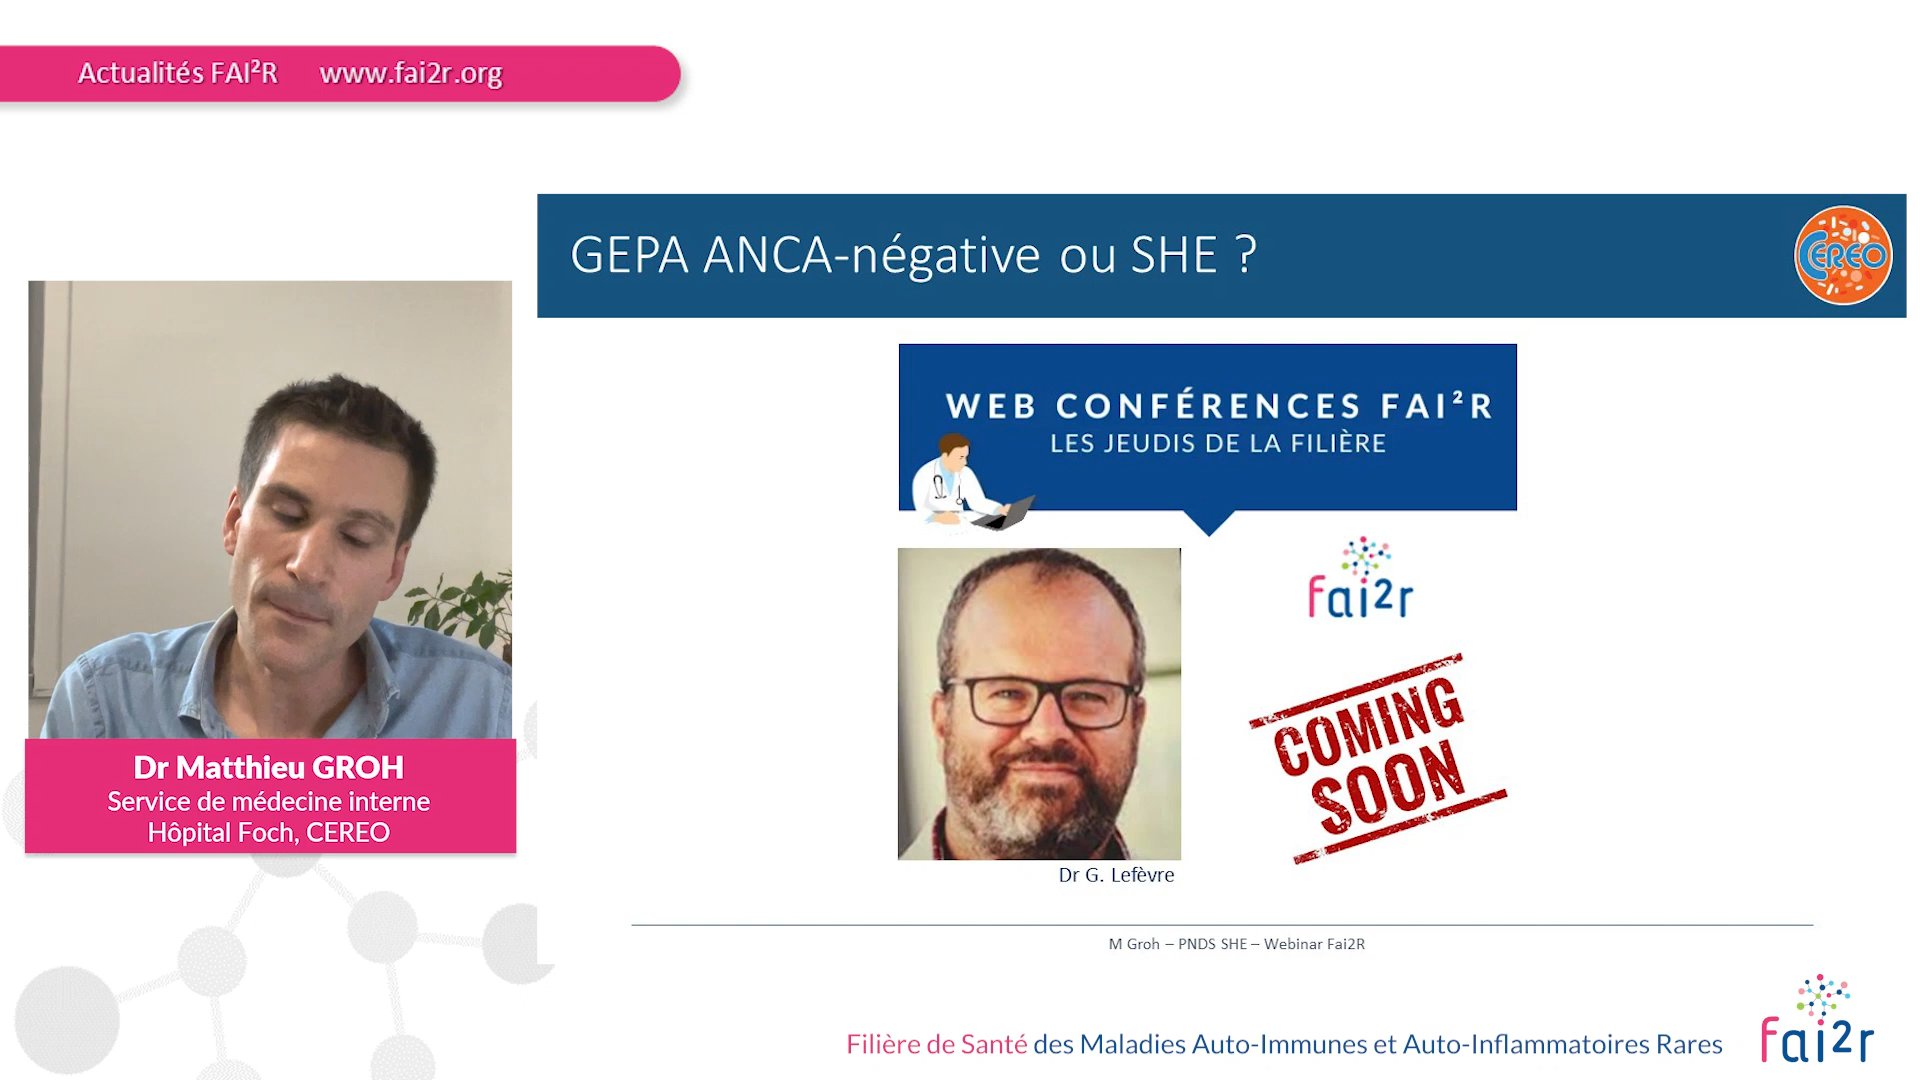 Actualités FAI²R www.fai2r.org
GEPA ANCA-négative ou SHE ?
CEREO
WEB CONFÉRENCES FAI²R
LES JEUDIS DE LA FILIÈRE
fai2r
COMING
SOON
Dr G. Lefèvre
Dr Matthieu GROH
Service de médecine interne
Hôpital Foch, CEREO
M Groh – PNDS SHE – Webinar Fai2R
Filière de Santé des Maladies Auto-Immunes et Auto-Inflammatoires Rares
fai2r